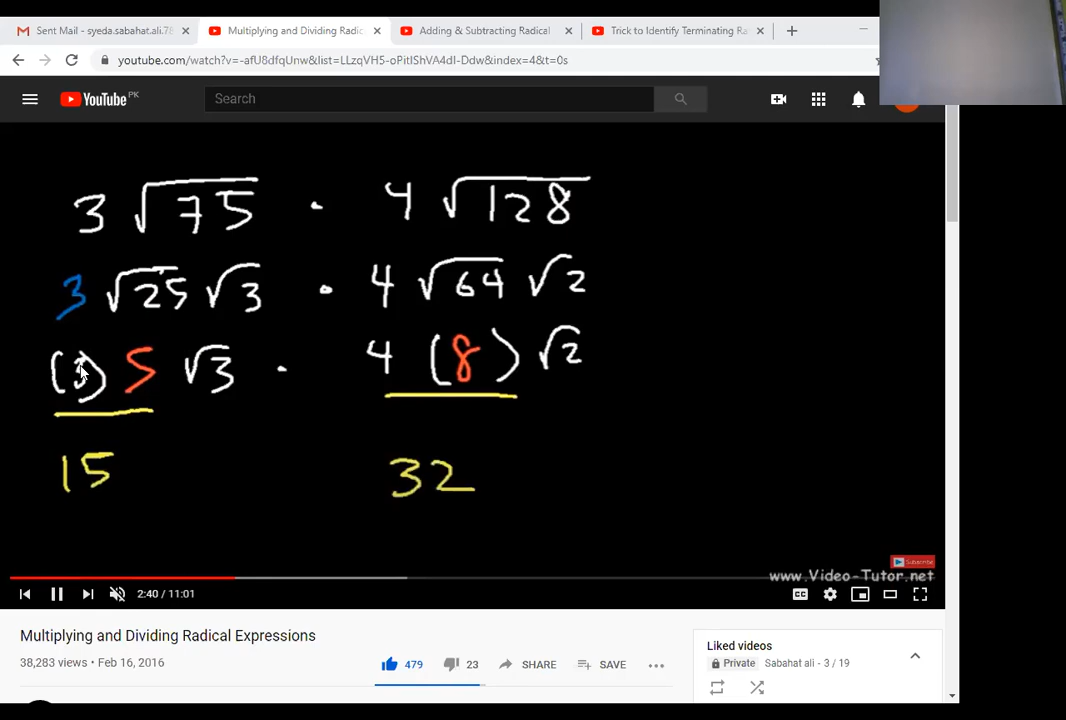 Sent Mail - syeda.sabahat.ali.78
Multiplying and Dividing Radic
Adding & Subtracting Radical
Trick to Identify Terminating Ra
youtube.com/watch?v=-afU8dfqUnw&list=LLzqVH5-oPitIShVA4dI-Ddw&index=4&t=0s
YouTube PK
Search
3 √75 · 4 √128
3 √25 √3 · 4 √64 √2
(3) 5 √3 · 4 (8) √2
15 32
Subscribe
www.Video-Tutor.net
2:40 / 11:01
CC
Multiplying and Dividing Radical Expressions
38,283 views • Feb 16, 2016
479 23 SHARE SAVE
Liked videos
Private Sabahat ali - 3 / 19